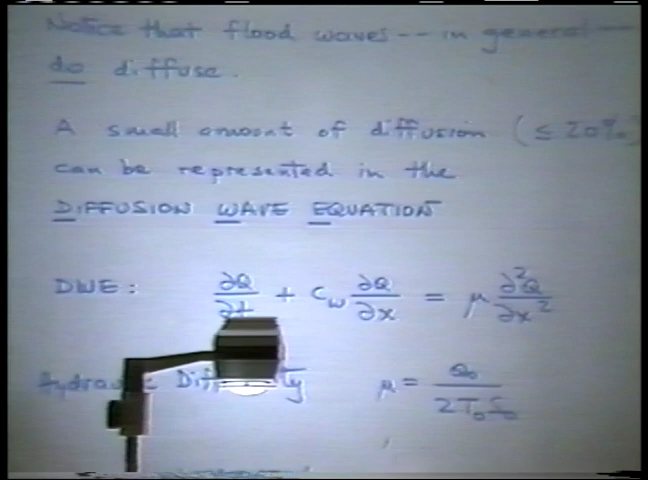 Notice that flood waves -- in general --
do diffuse.
A small amount of diffusion (≤ 20%)
can be represented in the
DIFFUSION WAVE EQUATION
DWE: ∂Q/∂t + c_w ∂Q/∂x = μ ∂²Q/∂x²
μ = Q₀ / 2T₀S₀